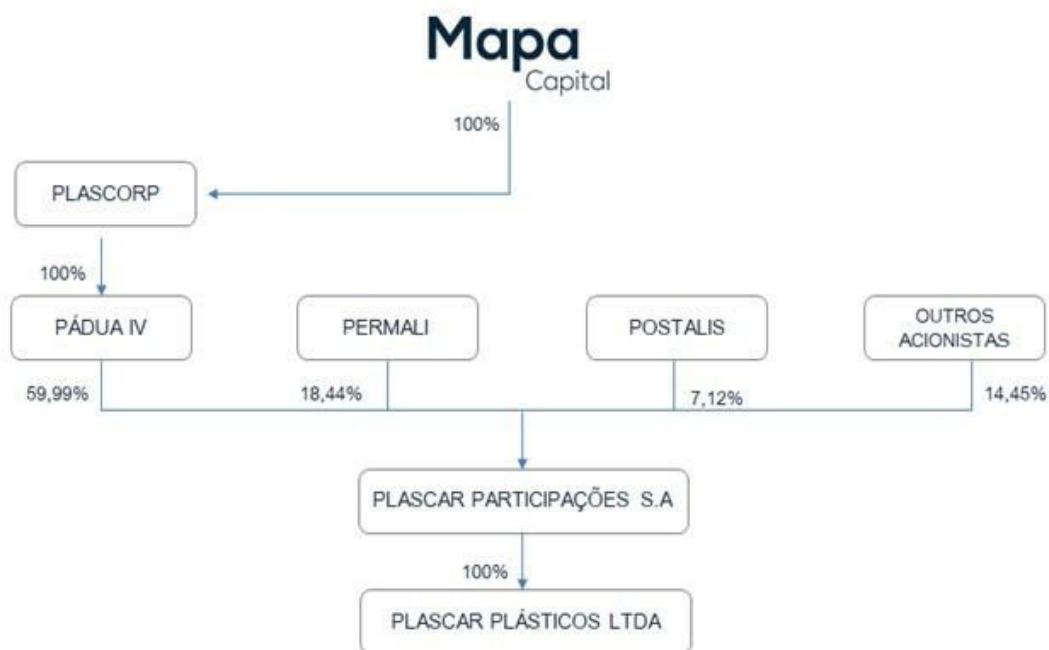 Mapa
Capital
100%
PLASCORP
100%
PÁDUA IV
PERMALI
POSTALIS
OUTROS
ACIONISTAS
59,99%
18,44%
7,12%
14,45%
PLASCAR PARTICIPAÇÕES S.A
100%
PLASCAR PLÁSTICOS LTDA